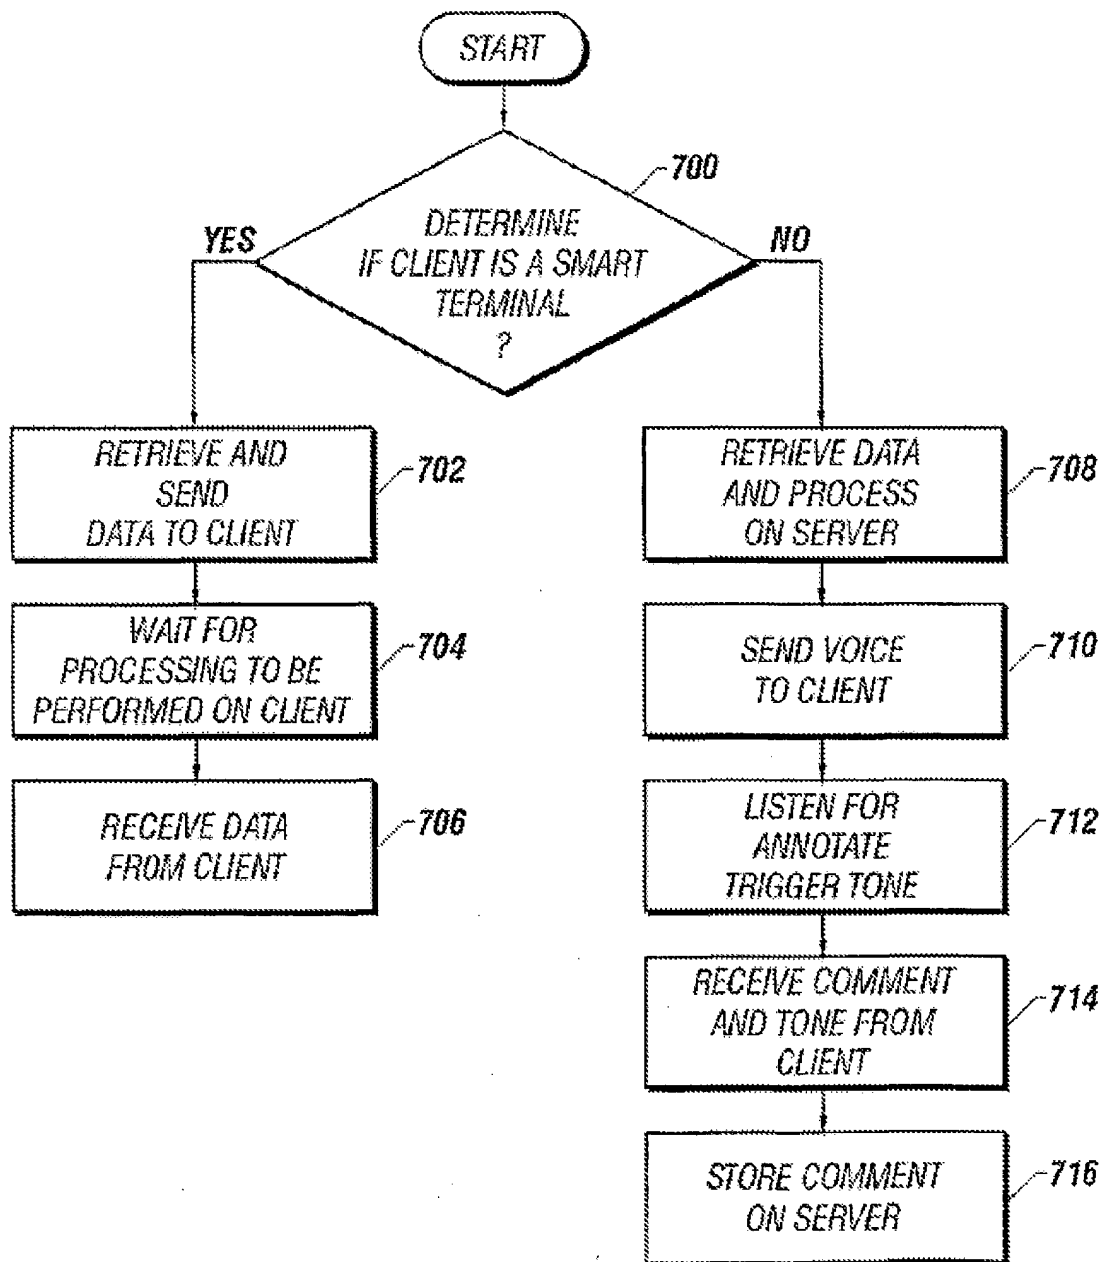 START
700
DETERMINE
IF CLIENT IS A SMART
TERMINAL
?
YES
NO
RETRIEVE AND
SEND
DATA TO CLIENT
702
WAIT FOR
PROCESSING TO BE
PERFORMED ON CLIENT
704
RECEIVE DATA
FROM CLIENT
706
RETRIEVE DATA
AND PROCESS
ON SERVER
708
SEND VOICE
TO CLIENT
710
LISTEN FOR
ANNOTATE
TRIGGER TONE
712
RECEIVE COMMENT
AND TONE FROM
CLIENT
714
STORE COMMENT
ON SERVER
716